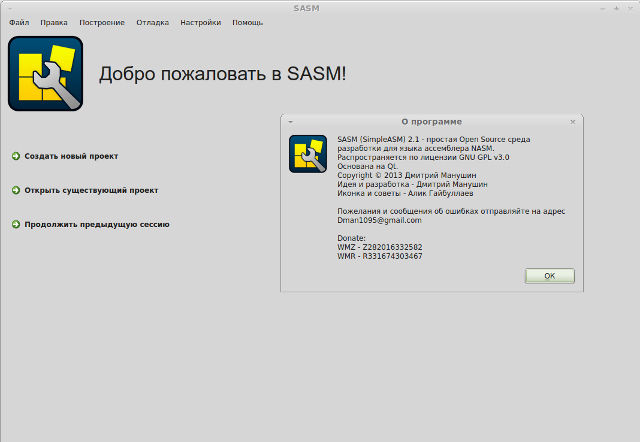 SASM
Файл Правка Построение Отладка Настройки Помощь
Добро пожаловать в SASM!
Создать новый проект
Открыть существующий проект
Продолжить предыдущую сессию
О программе
SASM (SimpleASM) 2.1 - простая Open Source среда
разработки для языка ассемблера NASM.
Распространяется по лицензии GNU GPL v3.0
Основана на Qt.
Copyright © 2013 Дмитрий Манушин
Идея и разработка - Дмитрий Манушин
Иконка и советы - Алик Гайбуллаев
Пожелания и сообщения об ошибках отправляйте на адрес
Dman1095@gmail.com
Donate:
WMZ - Z282016332582
WMR - R331674303467
OK